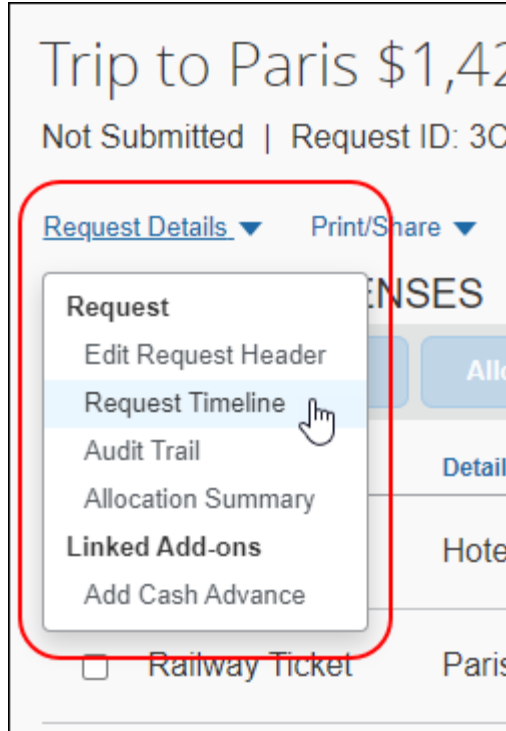 Trip to Paris $1,42
Not Submitted | Request ID: 3C
Request Details Print/Share
ENSES
Request
Edit Request Header
Allo
Request Timeline
Audit Trail
Detail
Allocation Summary
Linked Add-ons
Hote
Add Cash Advance
Railway Ticket Paris